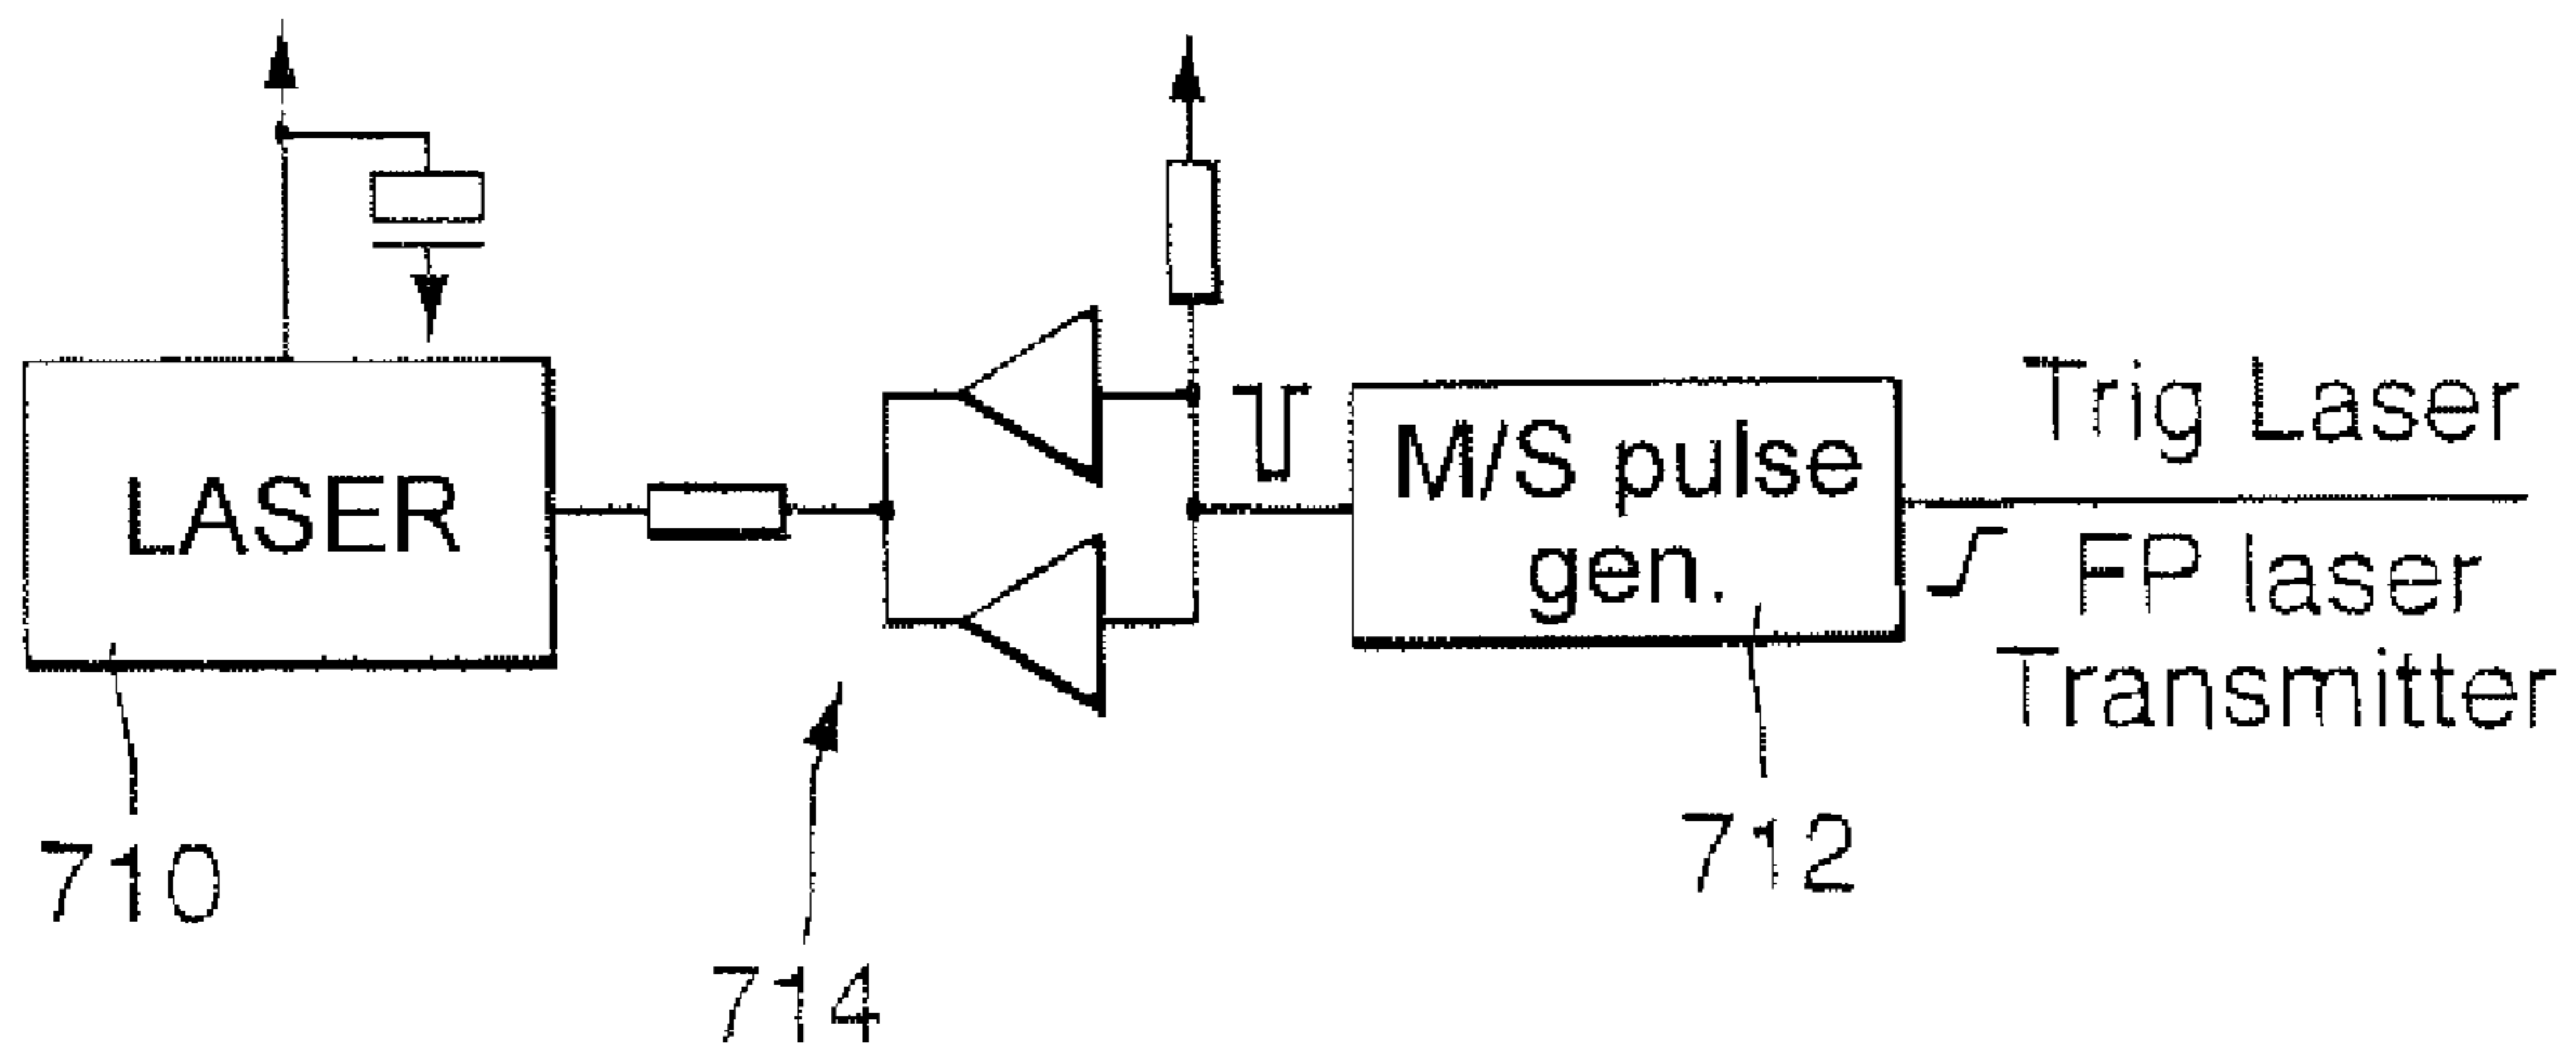 LASER
M/S pulse
gen.
Trig Laser
FP laser
Transmitter
710
712
714